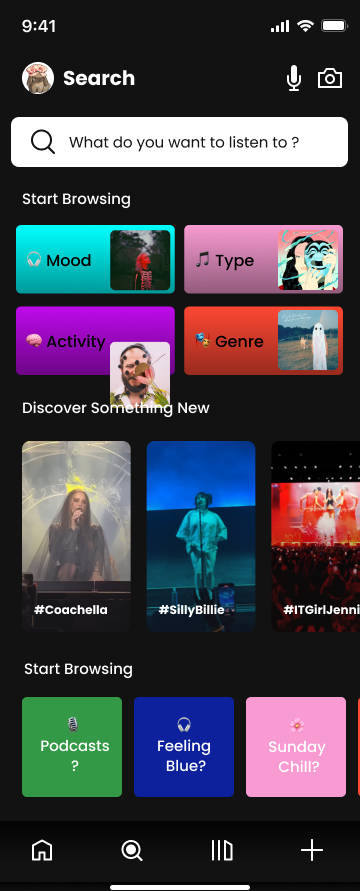 9:41
Search
What do you want to listen to ?
Start Browsing
🎧 Mood
🎵 Type
🧠 Activity
🎭 Genre
Discover Something New
#Coachella
#SillyBillie
#ITGirlJenni
Start Browsing
🎙️
Podcasts
?
🎧
Feeling
Blue?
🌸
Sunday
Chill?